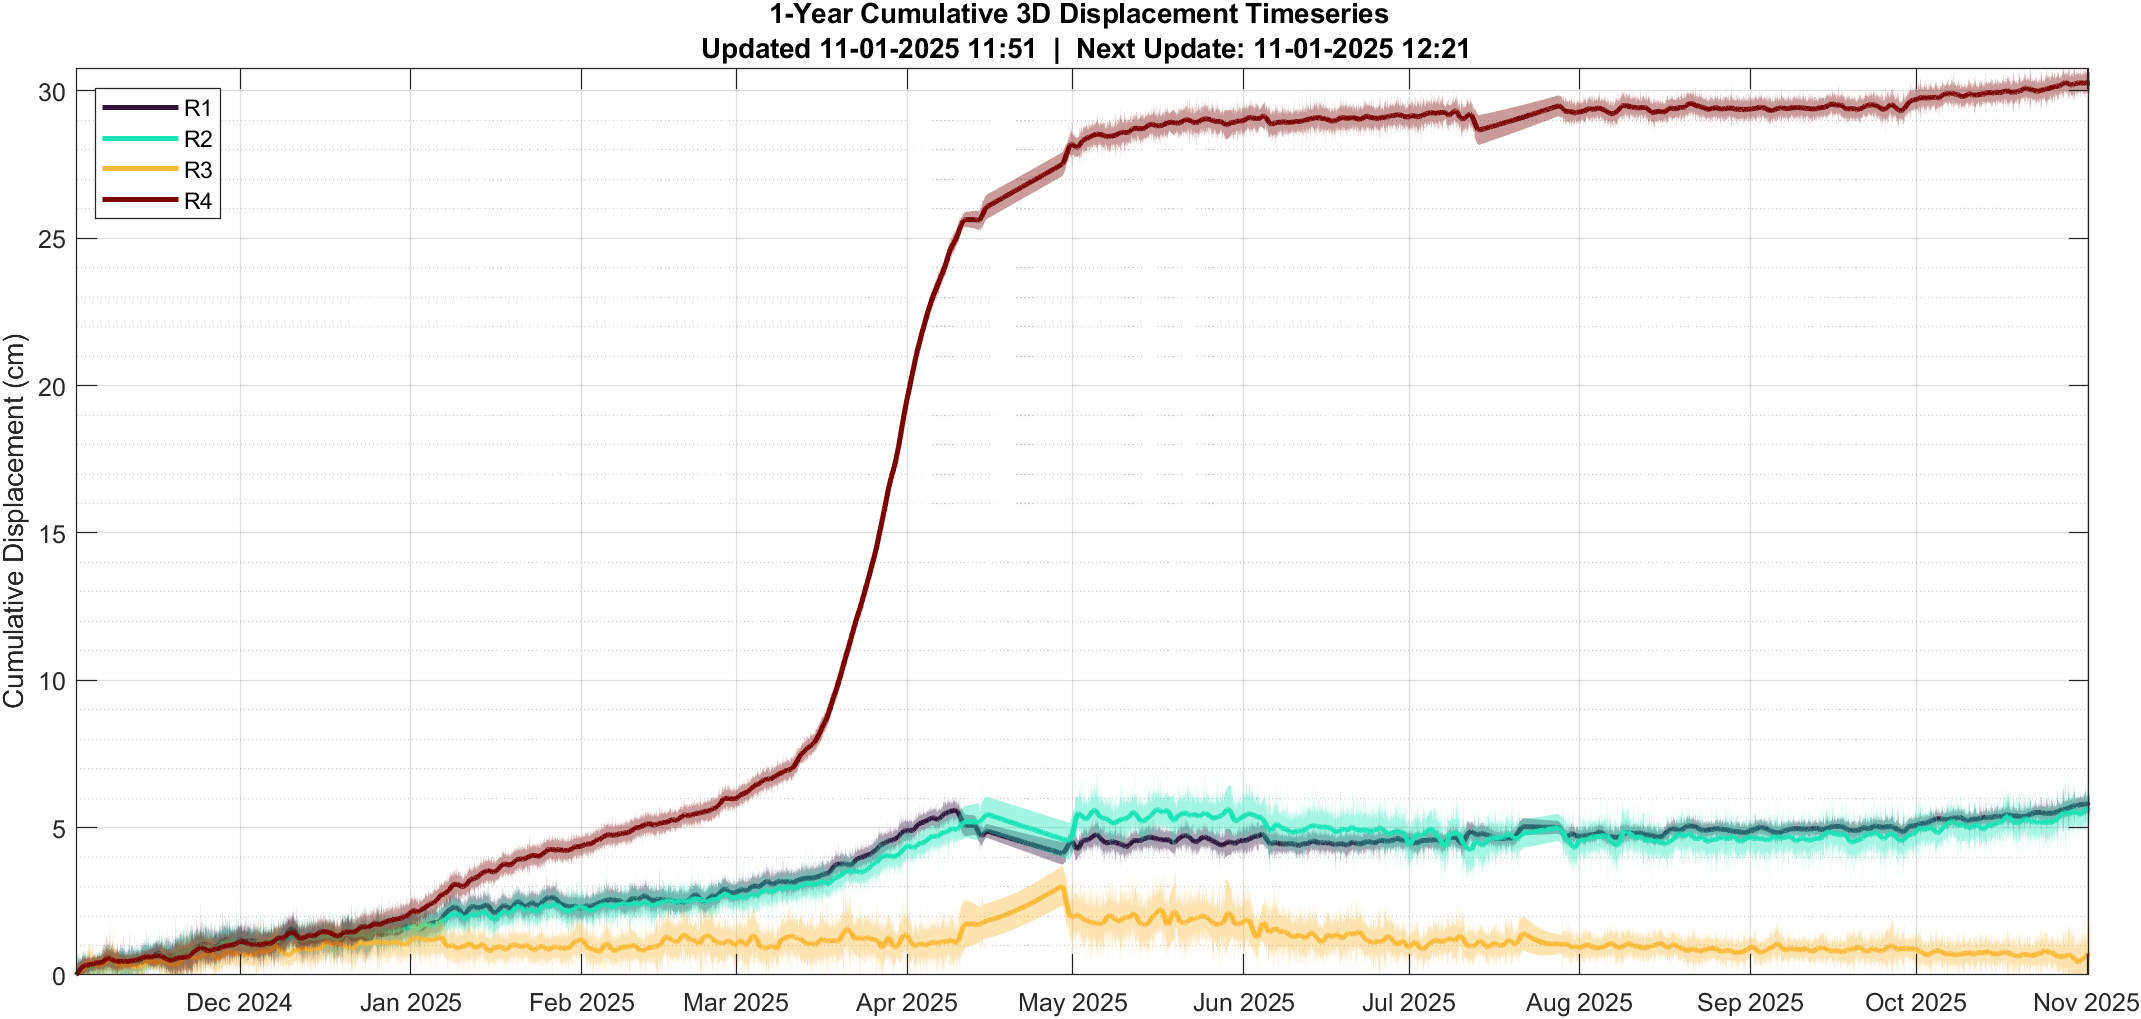 1-Year Cumulative 3D Displacement Timeseries
Updated 11-01-2025 11:51 | Next Update: 11-01-2025 12:21
R1
R2
R3
R4
Cumulative Displacement (cm)
30
25
20
15
10
5
0
Dec 2024
Jan 2025
Feb 2025
Mar 2025
Apr 2025
May 2025
Jun 2025
Jul 2025
Aug 2025
Sep 2025
Oct 2025
Nov 2025